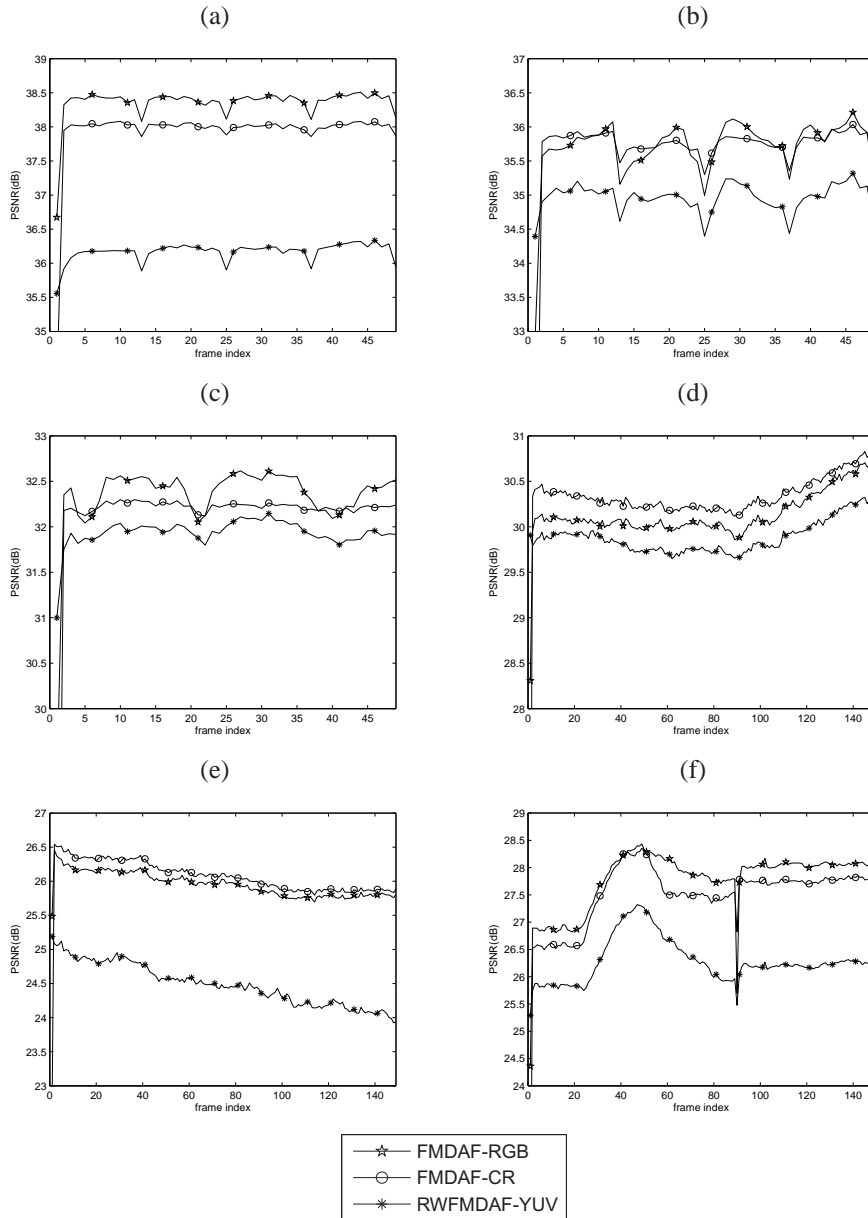 (a)
39
38.5
38
37.5
37
36.5
36
35.5
35
PSNR(dB)
0 5 10 15 20 25 30 35 40 45
frame index
(b)
37
36.5
36
35.5
35
34.5
34
33.5
33
PSNR(dB)
0 5 10 15 20 25 30 35 40 45
frame index
(c)
33
32.5
32
31.5
31
30.5
30
PSNR(dB)
0 5 10 15 20 25 30 35 40 45
frame index
(d)
31
30.5
30
29.5
29
28.5
28
PSNR(dB)
0 20 40 60 80 100 120 140
frame index
(e)
27
26.5
26
25.5
25
24.5
24
23.5
23
PSNR(dB)
0 20 40 60 80 100 120 140
frame index
(f)
29
28.5
28
27.5
27
26.5
26
25.5
25
24.5
24
PSNR(dB)
0 20 40 60 80 100 120 140
frame index
FMDAF-RGB
FMDAF-CR
RWFMDAF-YUV